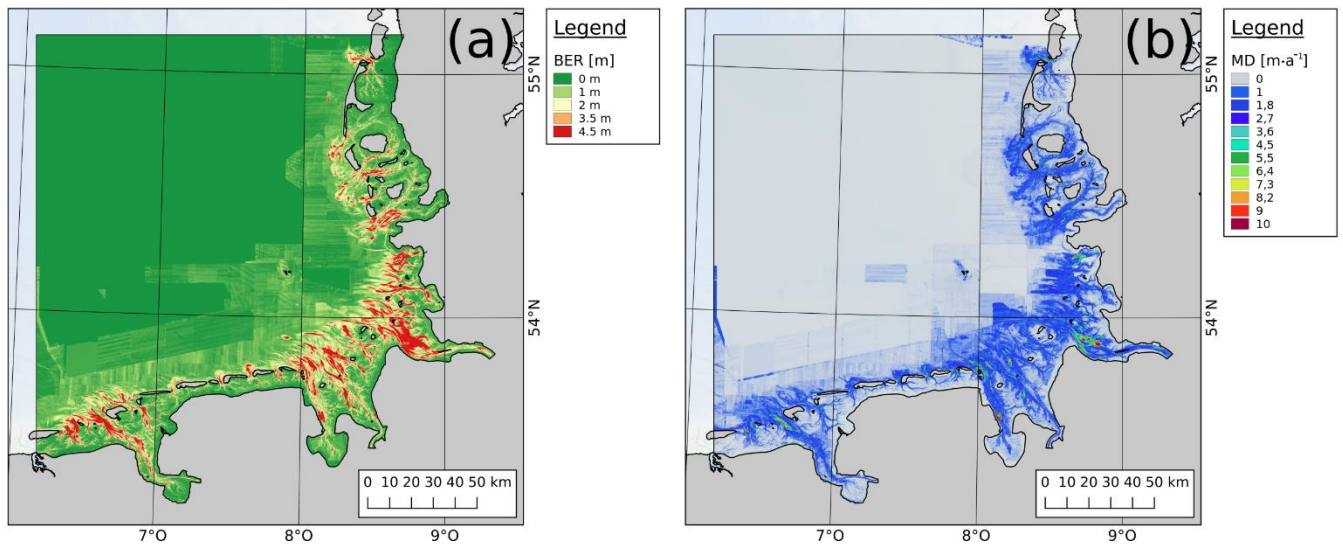 (a)
Legend
BER [m]
0 m
1 m
2 m
3.5 m
4.5 m
55°N
54°N
0 10 20 30 40 50 km
7°O
8°O
9°O
(b)
Legend
MD [m·a⁻¹]
0
1
1,8
2,7
3,6
4,5
5,5
6,4
7,3
8,2
9
10
55°N
54°N
0 10 20 30 40 50 km
7°O
8°O
9°O